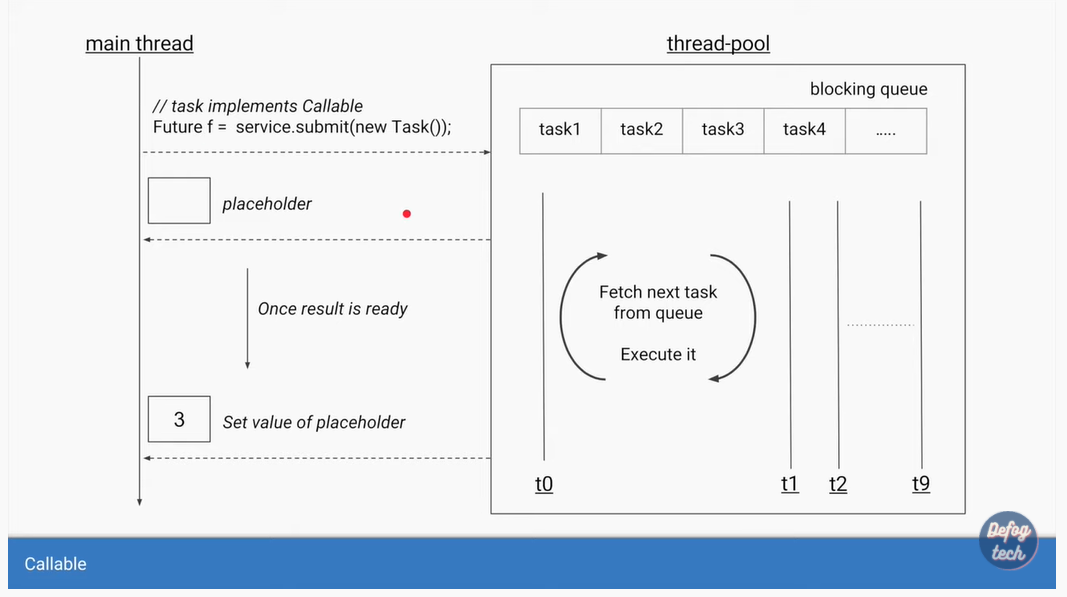 main thread
thread-pool
blocking queue
// task implements Callable
Future f = service.submit(new Task());
task1 task2 task3 task4 .....
placeholder
Fetch next task
from queue
Once result is ready
Execute it
3 Set value of placeholder
t0 t1 t2 t9
Defog
tech
Callable